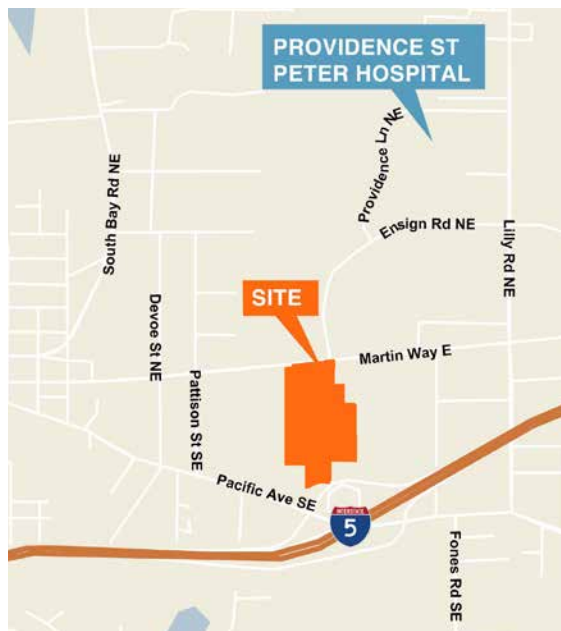 PROVIDENCE ST
PETER HOSPITAL
Providence Ln NE
South Bay Rd NE
Ensign Rd NE
Lilly Rd NE
SITE
Devoe St NE
Martin Way E
Pattison St SE
Pacific Ave SE
INTERSTATE
5
Fones Rd SE